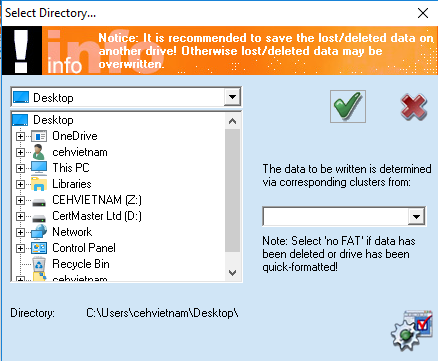 Select Directory...
Notice: It is recommended to save the lost/deleted data on
another drive! Otherwise lost/deleted data may be
overwritten.
info
info
Desktop
Desktop
OneDrive
cehvietnam
This PC
Libraries
CEHVIETNAM (Z:)
CertMaster Ltd (D:)
Network
Control Panel
Recycle Bin
cehvietnam
The data to be written is determined
via corresponding clusters from:
Note: Select 'no FAT' if data has
been deleted or drive has been
quick-formatted!
Directory: C:\Users\cehvietnam\Desktop\